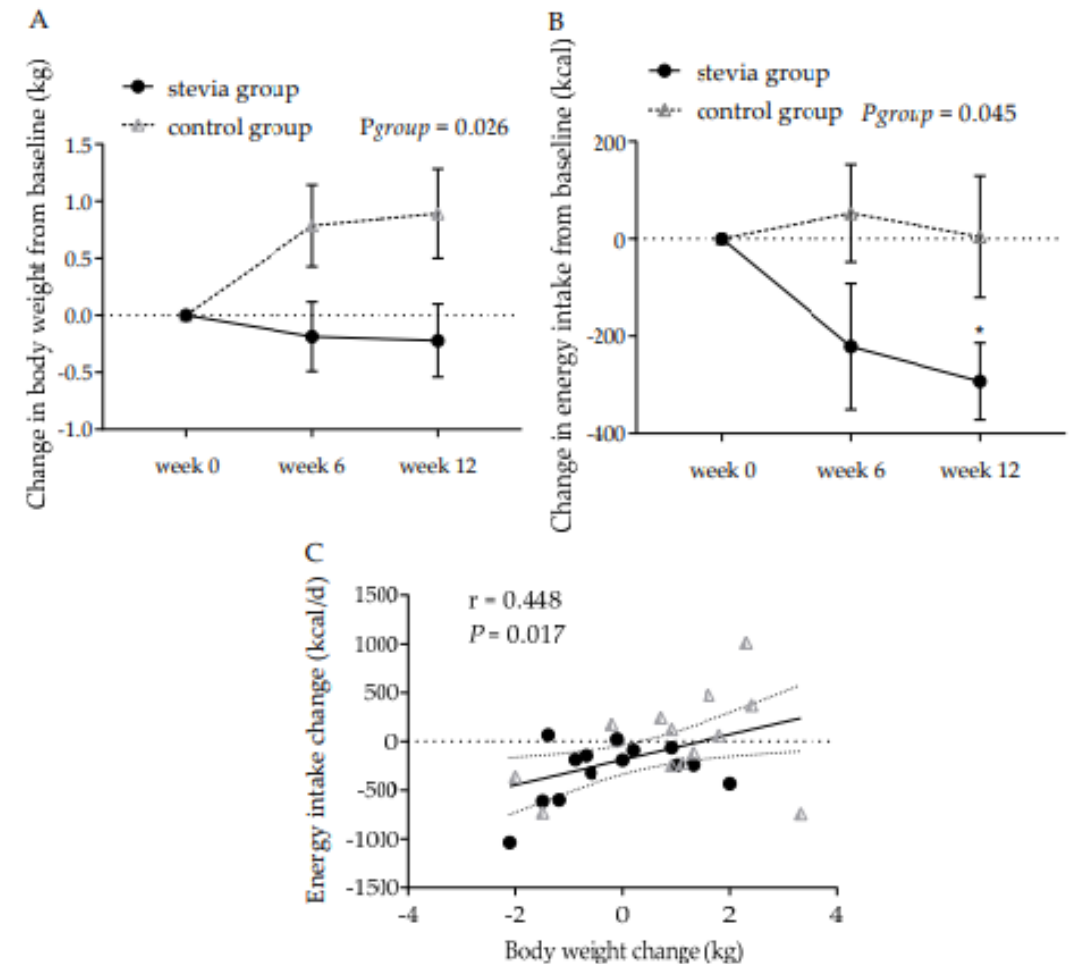 A
Change in body weight from baseline (kg)
stevia group
control group
Pgroup = 0.026
1.5
1.0
0.5
0.0
-0.5
-1.0
week 0
week 6
week 12
B
Change in energy intake from baseline (kcal)
stevia group
control group
Pgroup = 0.045
200
0
-200
*
-400
week 0
week 6
week 12
C
Energy intake change (kcal/d)
r = 0.448
P = 0.017
1500
1000
500
0
-500
-1000
-1500
-4
-2
0
2
4
Body weight change (kg)